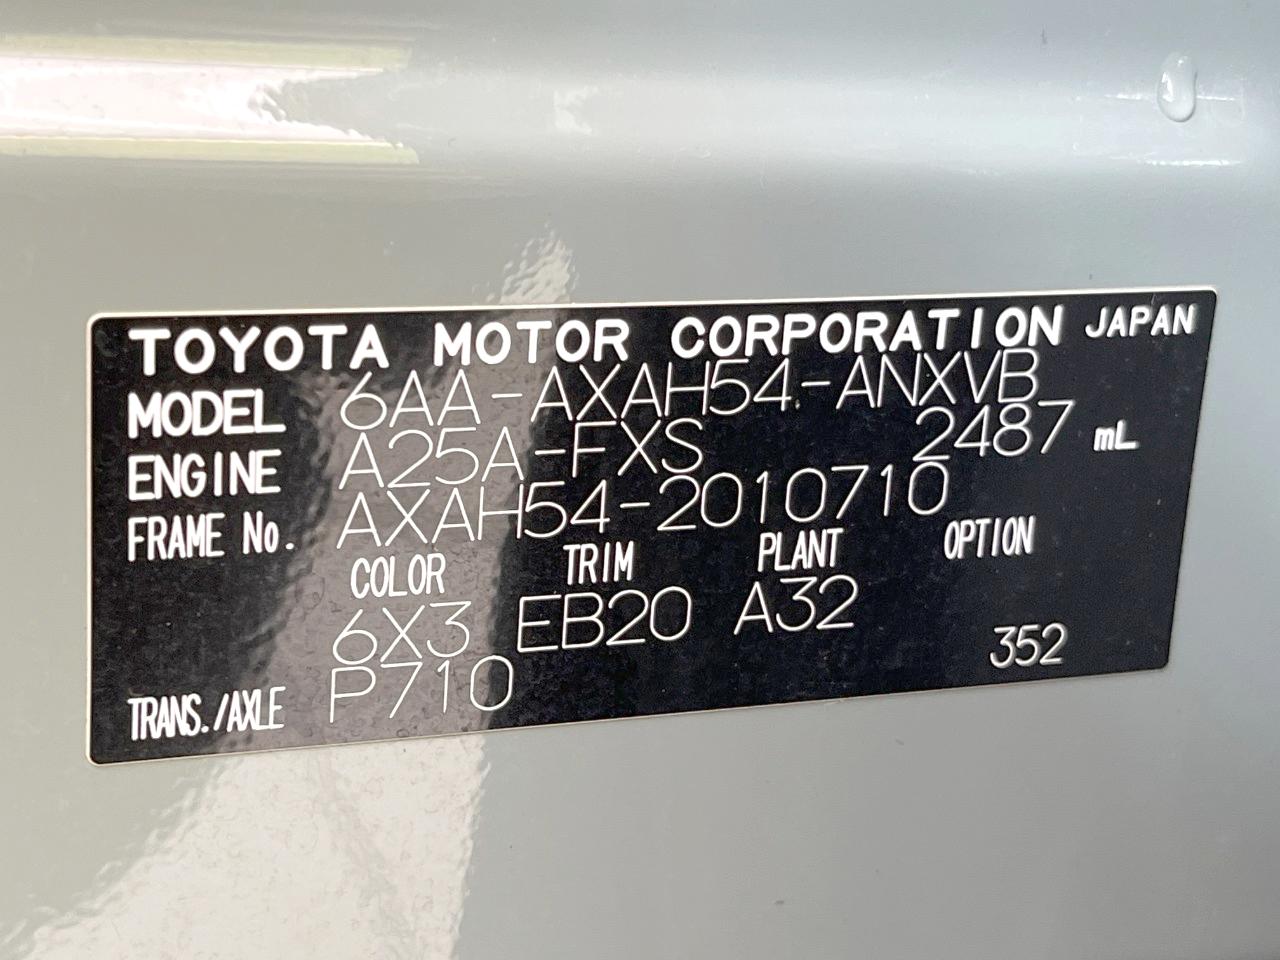 TOYOTA MOTOR CORPORATION JAPAN
MODEL 6AA-AXAH54-ANXVB
ENGINE A25A-FXS 2487 mL
FRAME No. AXAH54-2010710
COLOR TRIM PLANT OPTION
6X3 EB20 A32
352
TRANS./AXLE P710